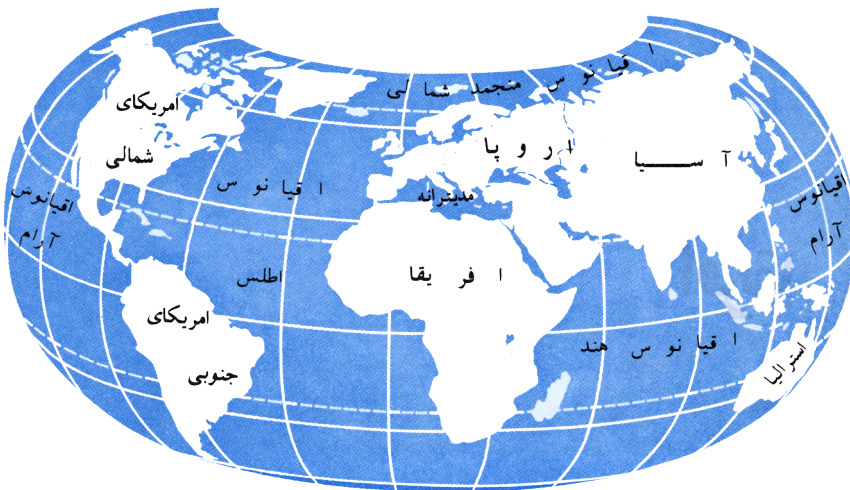 اقیانوس منجمد شمالی
امریکای
شمالی
اروپا
آسیا
اقیانوس
مدیترانه
اقیانوس
آرام
اقیانوس
آرام
اطلس
افریقا
امریکای
جنوبی
اقیانوس هند
استرالیا